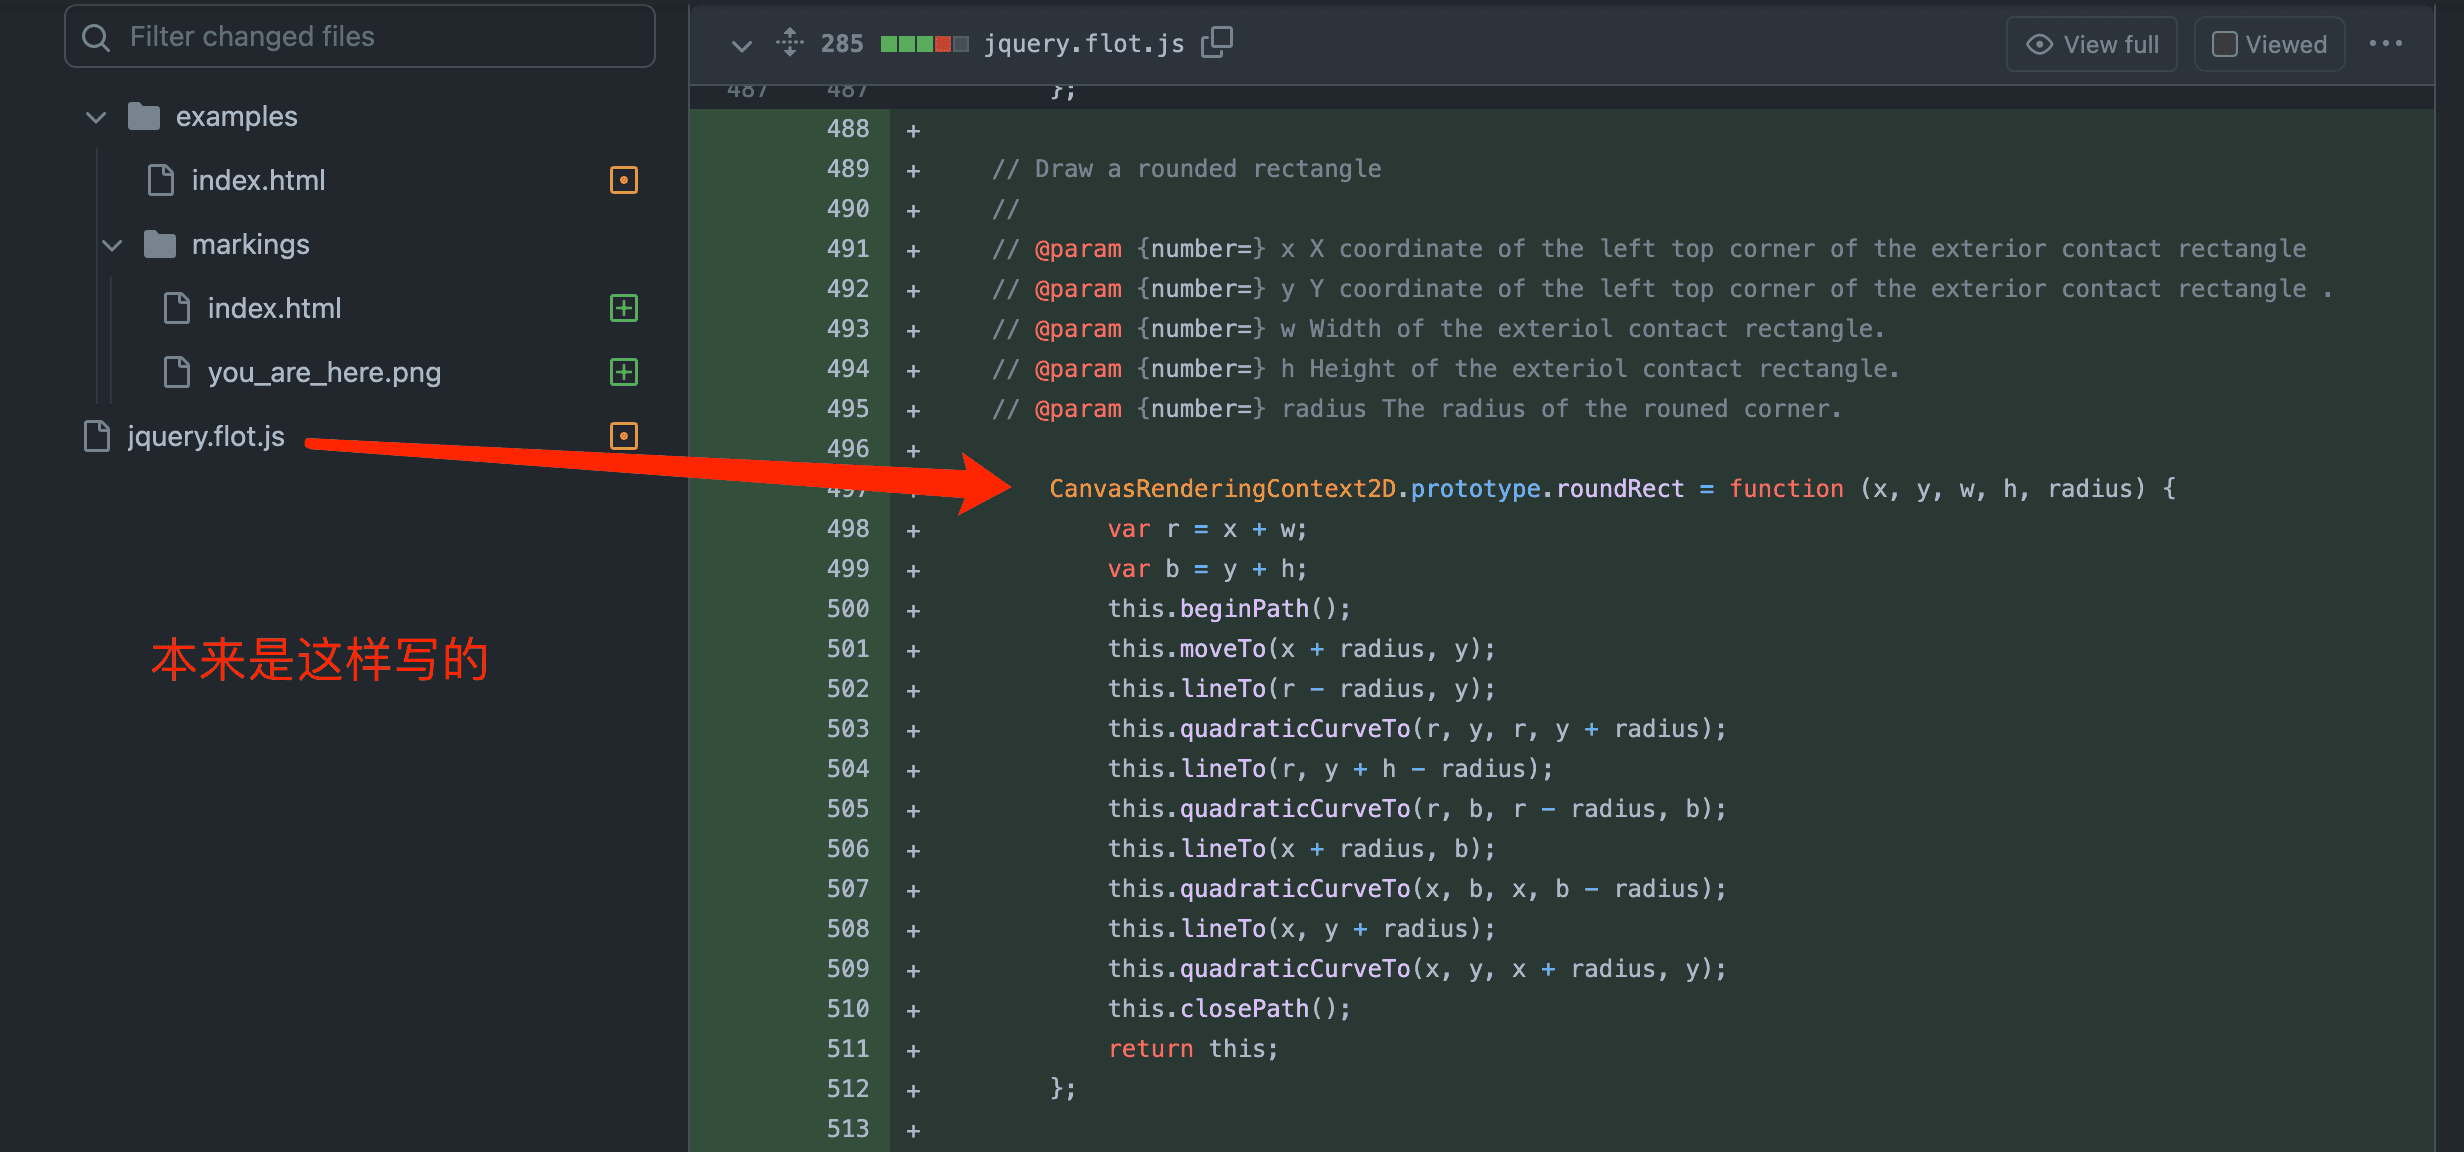 Filter changed files
examples
index.html
markings
index.html
you_are_here.png
jquery.flot.js
本来是这样写的
285 jquery.flot.js View full Viewed
487 487 };
488 +
489 + // Draw a rounded rectangle
490 + //
491 + // @param {number=} x X coordinate of the left top corner of the exterior contact rectangle
492 + // @param {number=} y Y coordinate of the left top corner of the exterior contact rectangle .
493 + // @param {number=} w Width of the exteriol contact rectangle.
494 + // @param {number=} h Height of the exteriol contact rectangle.
495 + // @param {number=} radius The radius of the rouned corner.
496 +
497 + CanvasRenderingContext2D.prototype.roundRect = function (x, y, w, h, radius) {
498 + var r = x + w;
499 + var b = y + h;
500 + this.beginPath();
501 + this.moveTo(x + radius, y);
502 + this.lineTo(r - radius, y);
503 + this.quadraticCurveTo(r, y, r, y + radius);
504 + this.lineTo(r, y + h - radius);
505 + this.quadraticCurveTo(r, b, r - radius, b);
506 + this.lineTo(x + radius, b);
507 + this.quadraticCurveTo(x, b, x, b - radius);
508 + this.lineTo(x, y + radius);
509 + this.quadraticCurveTo(x, y, x + radius, y);
510 + this.closePath();
511 + return this;
512 + };
513 +